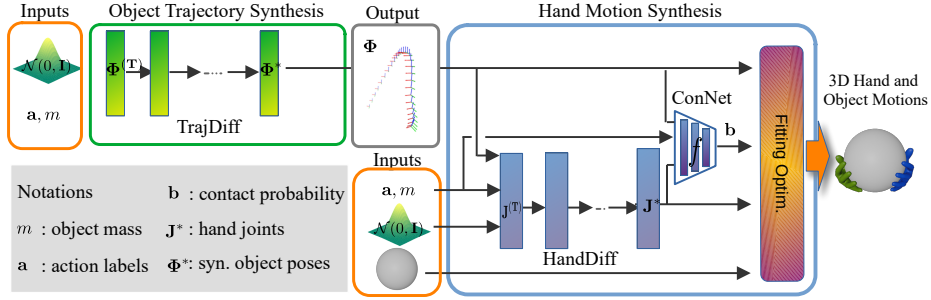 Inputs
Object Trajectory Synthesis
Output
Hand Motion Synthesis
𝒩(0, I)
a, m
Φ(T)
Φ*
TrajDiff
Φ
ConNet
f
b
Fitting Optim.
3D Hand and
Object Motions
Inputs
a, m
𝒩(0, I)
J(T)
J*
HandDiff
Notations
m : object mass
a : action labels
b : contact probability
J* : hand joints
Φ* : syn. object poses